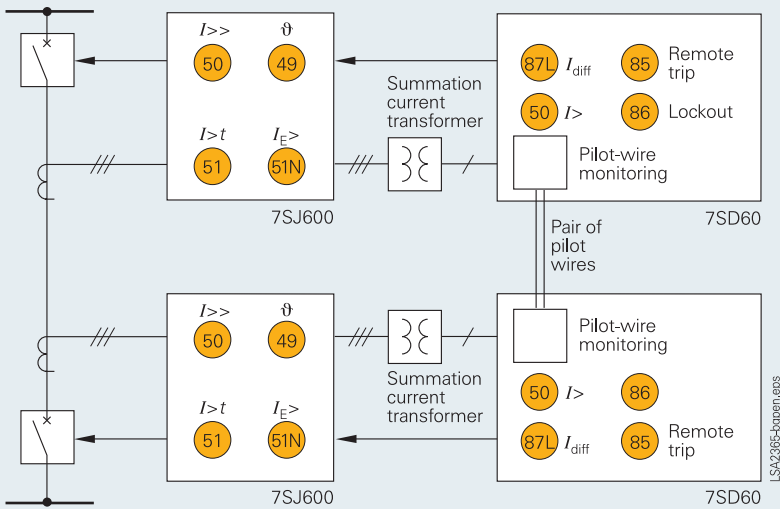 I>> ϑ
50 49
I>t I_E>
51 51N
7SJ600
Summation
current
transformer
87L I_diff 85 Remote
trip
50 I> 86 Lockout
Pilot-wire
monitoring
7SD60
Pair of
pilot
wires
I>> ϑ
50 49
I>t I_E>
51 51N
7SJ600
Summation
current
transformer
Pilot-wire
monitoring
50 I> 86
87L I_diff 85 Remote
trip
7SD60
LSA2365-bgpen.eps